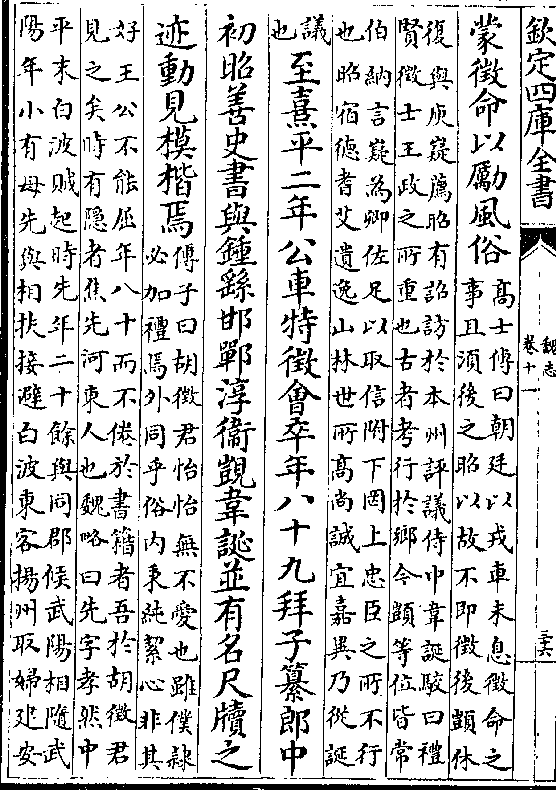 欽定四庫全書
魏志
卷十一
蒙徵命以勵風俗
高士傳曰朝廷以戎車未息徵命之
事且須後之昭以故不即徵後顗休
復與庾嶷薦昭有詔訪於本州評議侍中韋誕駮曰禮
賢徵士王政之所重也古者考行於鄉今顗等位皆常
伯納言嶷為卿佐足以取信附下罔上忠臣之所不行
也昭宿德耆艾遺逸山林世所高尚誠宜嘉異乃從誕
議
也
至熹平二年公車特徵會卒年八十九拜子纂郎中
初昭善史書與鍾繇邯鄲淳衞覬韋誕並有名尺牘之
迹動見模楷焉
傅子曰胡徵君怡怡無不愛也雖僕隷
必加禮焉外同乎俗内秉純絜心非其
好王公不能屈年八十而不倦於書籍者吾於胡徵君
見之矣時有隠者焦先河東人也魏略曰先字孝然中
平末白波賊起時先年二十餘與同郡侯武陽相隨武
陽年小有母先與相扶接避白波東客揚州取婦建安